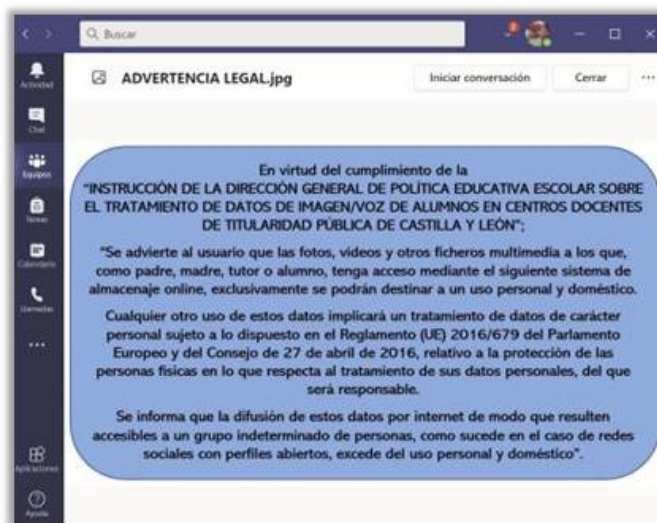 Buscar
ADVERTENCIA LEGAL.jpg
Iniciar conversación
Cerrar
...
Actividad
Chat
Equipos
Tareas
Calendario
Llamadas
...
Aplicaciones
Ayuda
En virtud del cumplimiento de la
"INSTRUCCIÓN DE LA DIRECCIÓN GENERAL DE POLÍTICA EDUCATIVA ESCOLAR SOBRE
EL TRATAMIENTO DE DATOS DE IMAGEN/VOZ DE ALUMNOS EN CENTROS DOCENTES
DE TITULARIDAD PÚBLICA DE CASTILLA Y LEÓN";
"Se advierte al usuario que las fotos, videos y otros ficheros multimedia a los que,
como padre, madre, tutor o alumno, tenga acceso mediante el siguiente sistema de
almacenaje online, exclusivamente se podrán destinar a un uso personal y doméstico.
Cualquier otro uso de estos datos implicará un tratamiento de datos de carácter
personal sujeto a lo dispuesto en el Reglamento (UE) 2016/679 del Parlamento
Europeo y del Consejo de 27 de abril de 2016, relativo a la protección de las
personas físicas en lo que respecta al tratamiento de sus datos personales, del que
será responsable.
Se informa que la difusión de estos datos por internet de modo que resulten
accesibles a un grupo indeterminado de personas, como sucede en el caso de redes
sociales con perfiles abiertos, excede del uso personal y doméstico".